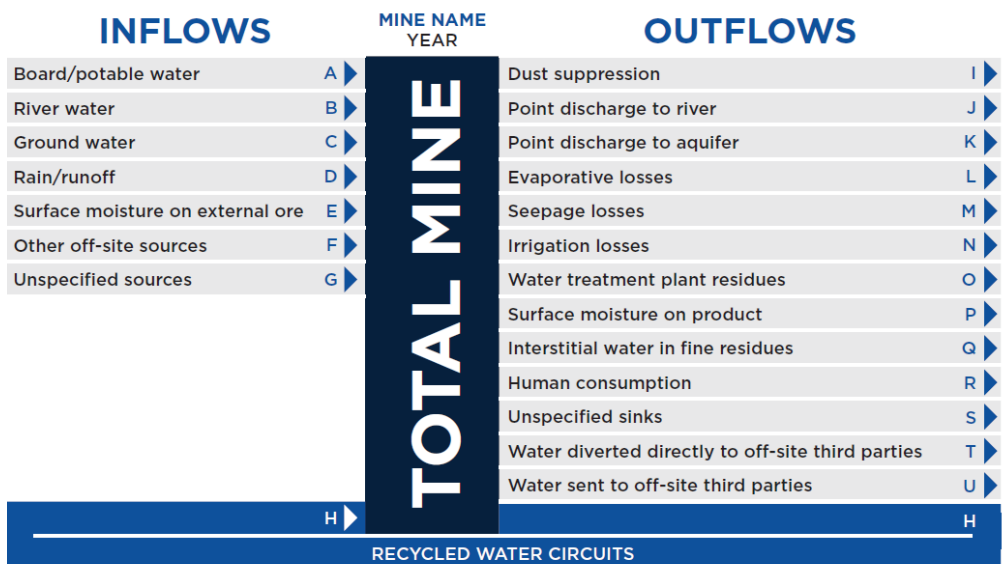 INFLOWS
MINE NAME
YEAR
OUTFLOWS
Board/potable water A
River water B
Ground water C
Rain/runoff D
Surface moisture on external ore E
Other off-site sources F
Unspecified sources G
H
TOTAL MINE
Dust suppression I
Point discharge to river J
Point discharge to aquifer K
Evaporative losses L
Seepage losses M
Irrigation losses N
Water treatment plant residues O
Surface moisture on product P
Interstitial water in fine residues Q
Human consumption R
Unspecified sinks S
Water diverted directly to off-site third parties T
Water sent to off-site third parties U
H
RECYCLED WATER CIRCUITS